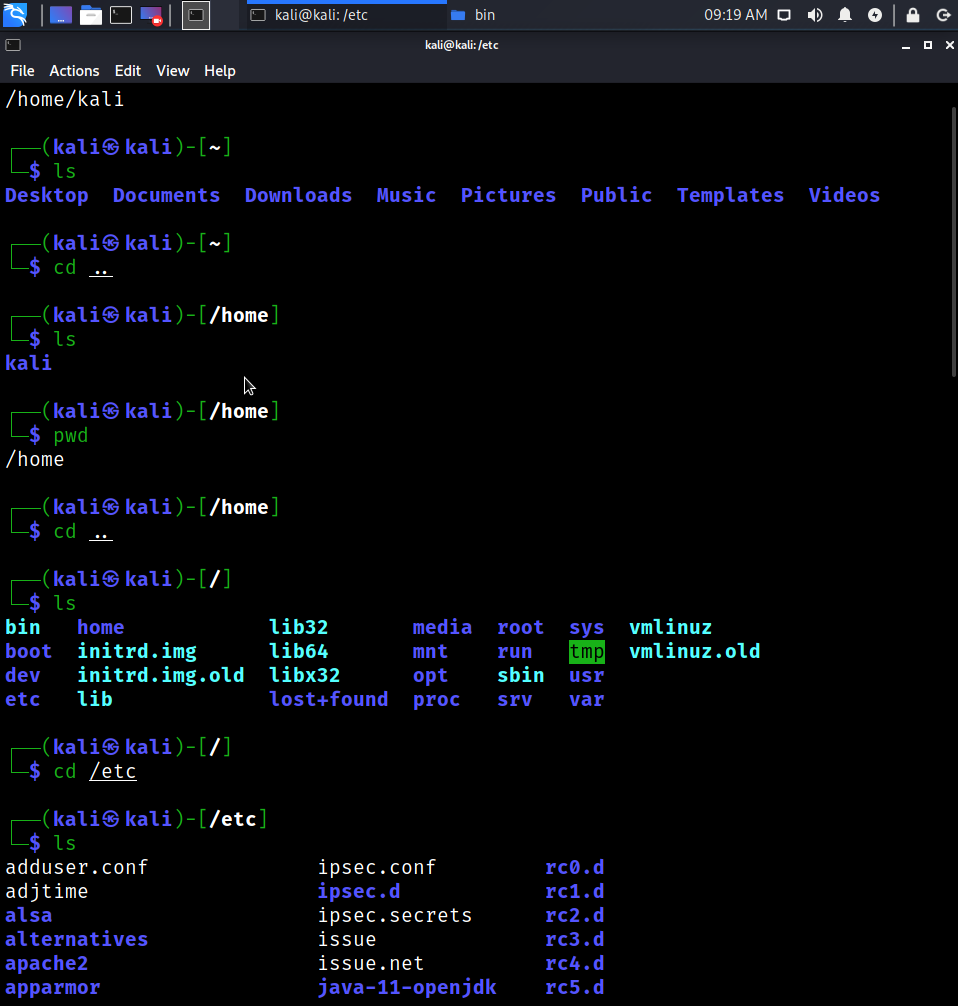 kali@kali: /etc bin 09:19 AM
kali@kali: /etc
File Actions Edit View Help
/home/kali
┌──(kali㉿kali)-[~]
└─$ ls
Desktop Documents Downloads Music Pictures Public Templates Videos
┌──(kali㉿kali)-[~]
└─$ cd ..
┌──(kali㉿kali)-[/home]
└─$ ls
kali
┌──(kali㉿kali)-[/home]
└─$ pwd
/home
┌──(kali㉿kali)-[/home]
└─$ cd ..
┌──(kali㉿kali)-[/]
└─$ ls
bin home lib32 media root sys vmlinuz
boot initrd.img lib64 mnt run tmp vmlinuz.old
dev initrd.img.old libx32 opt sbin usr
etc lib lost+found proc srv var
┌──(kali㉿kali)-[/]
└─$ cd /etc
┌──(kali㉿kali)-[/etc]
└─$ ls
adduser.conf ipsec.conf rc0.d
adjtime ipsec.d rc1.d
alsa ipsec.secrets rc2.d
alternatives issue rc3.d
apache2 issue.net rc4.d
apparmor java-11-openjdk rc5.d